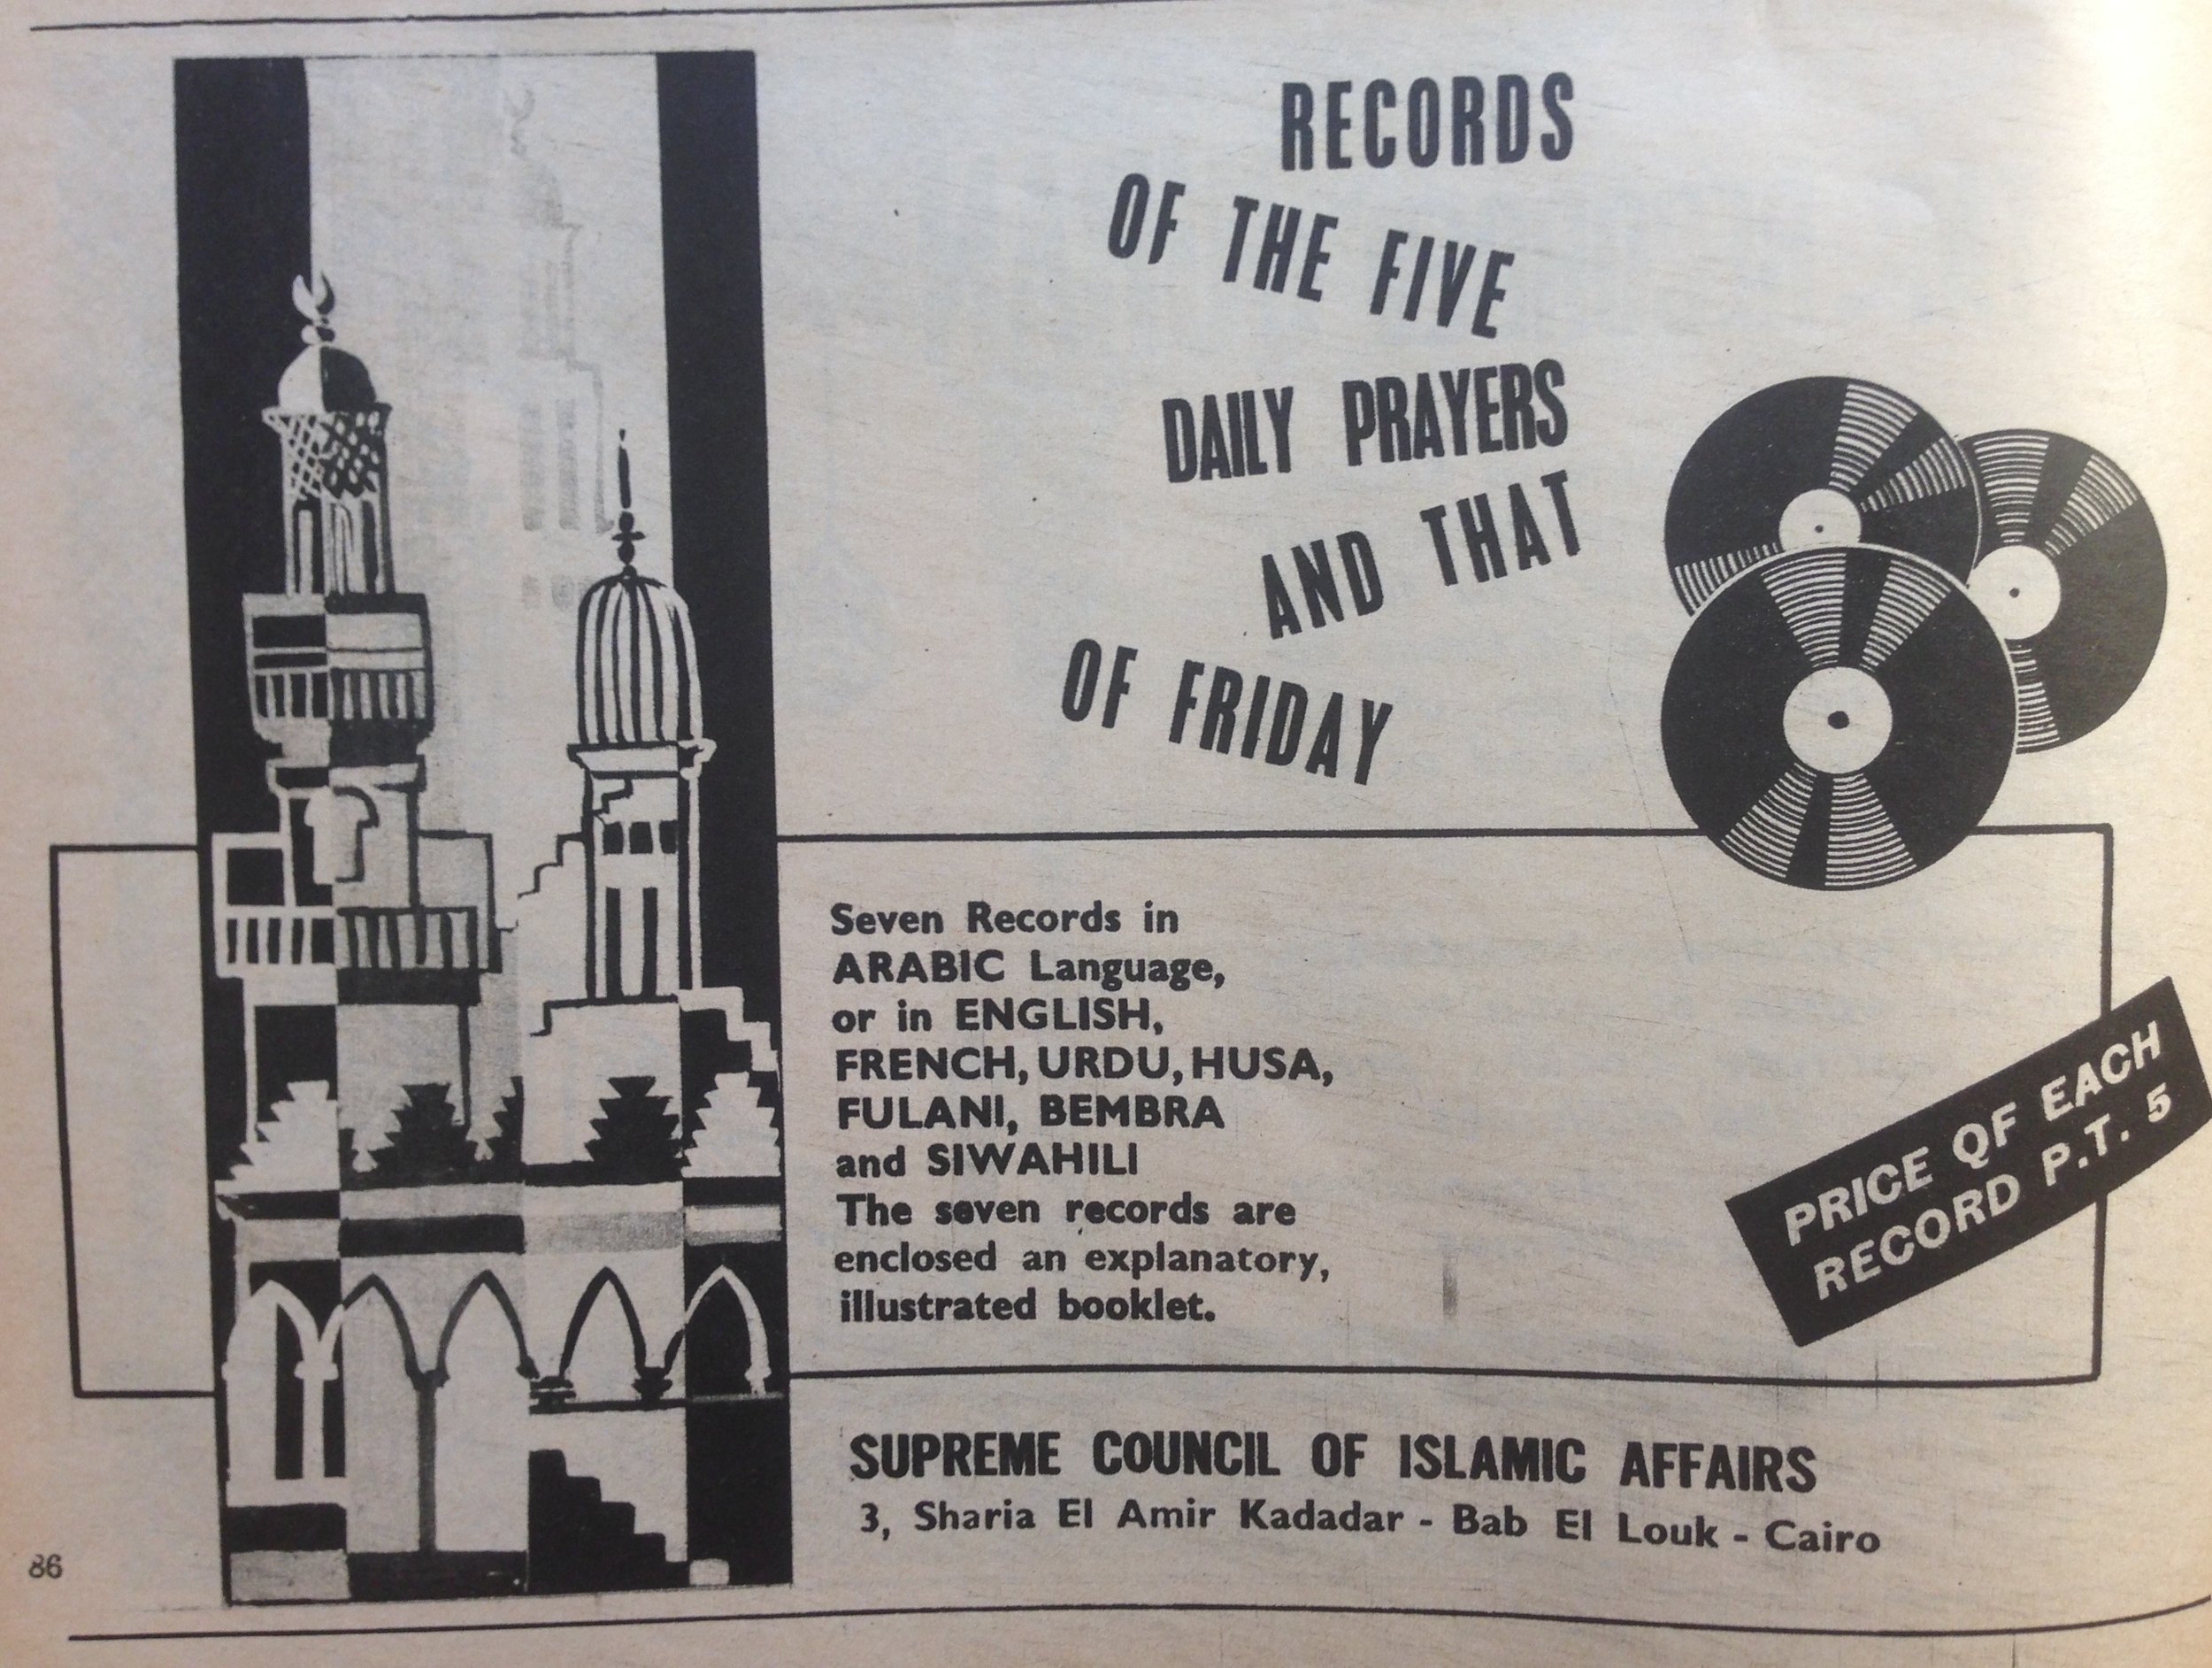 RECORDS
OF THE FIVE
DAILY PRAYERS
AND THAT
OF FRIDAY
Seven Records in
ARABIC Language,
or in ENGLISH,
FRENCH, URDU, HUSA,
FULANI, BEMBRA
and SIWAHILI
The seven records are
enclosed an explanatory,
illustrated booklet.
PRICE QF EACH
RECORD P.T. 5
SUPREME COUNCIL OF ISLAMIC AFFAIRS
3, Sharia El Amir Kadadar - Bab El Louk - Cairo
86